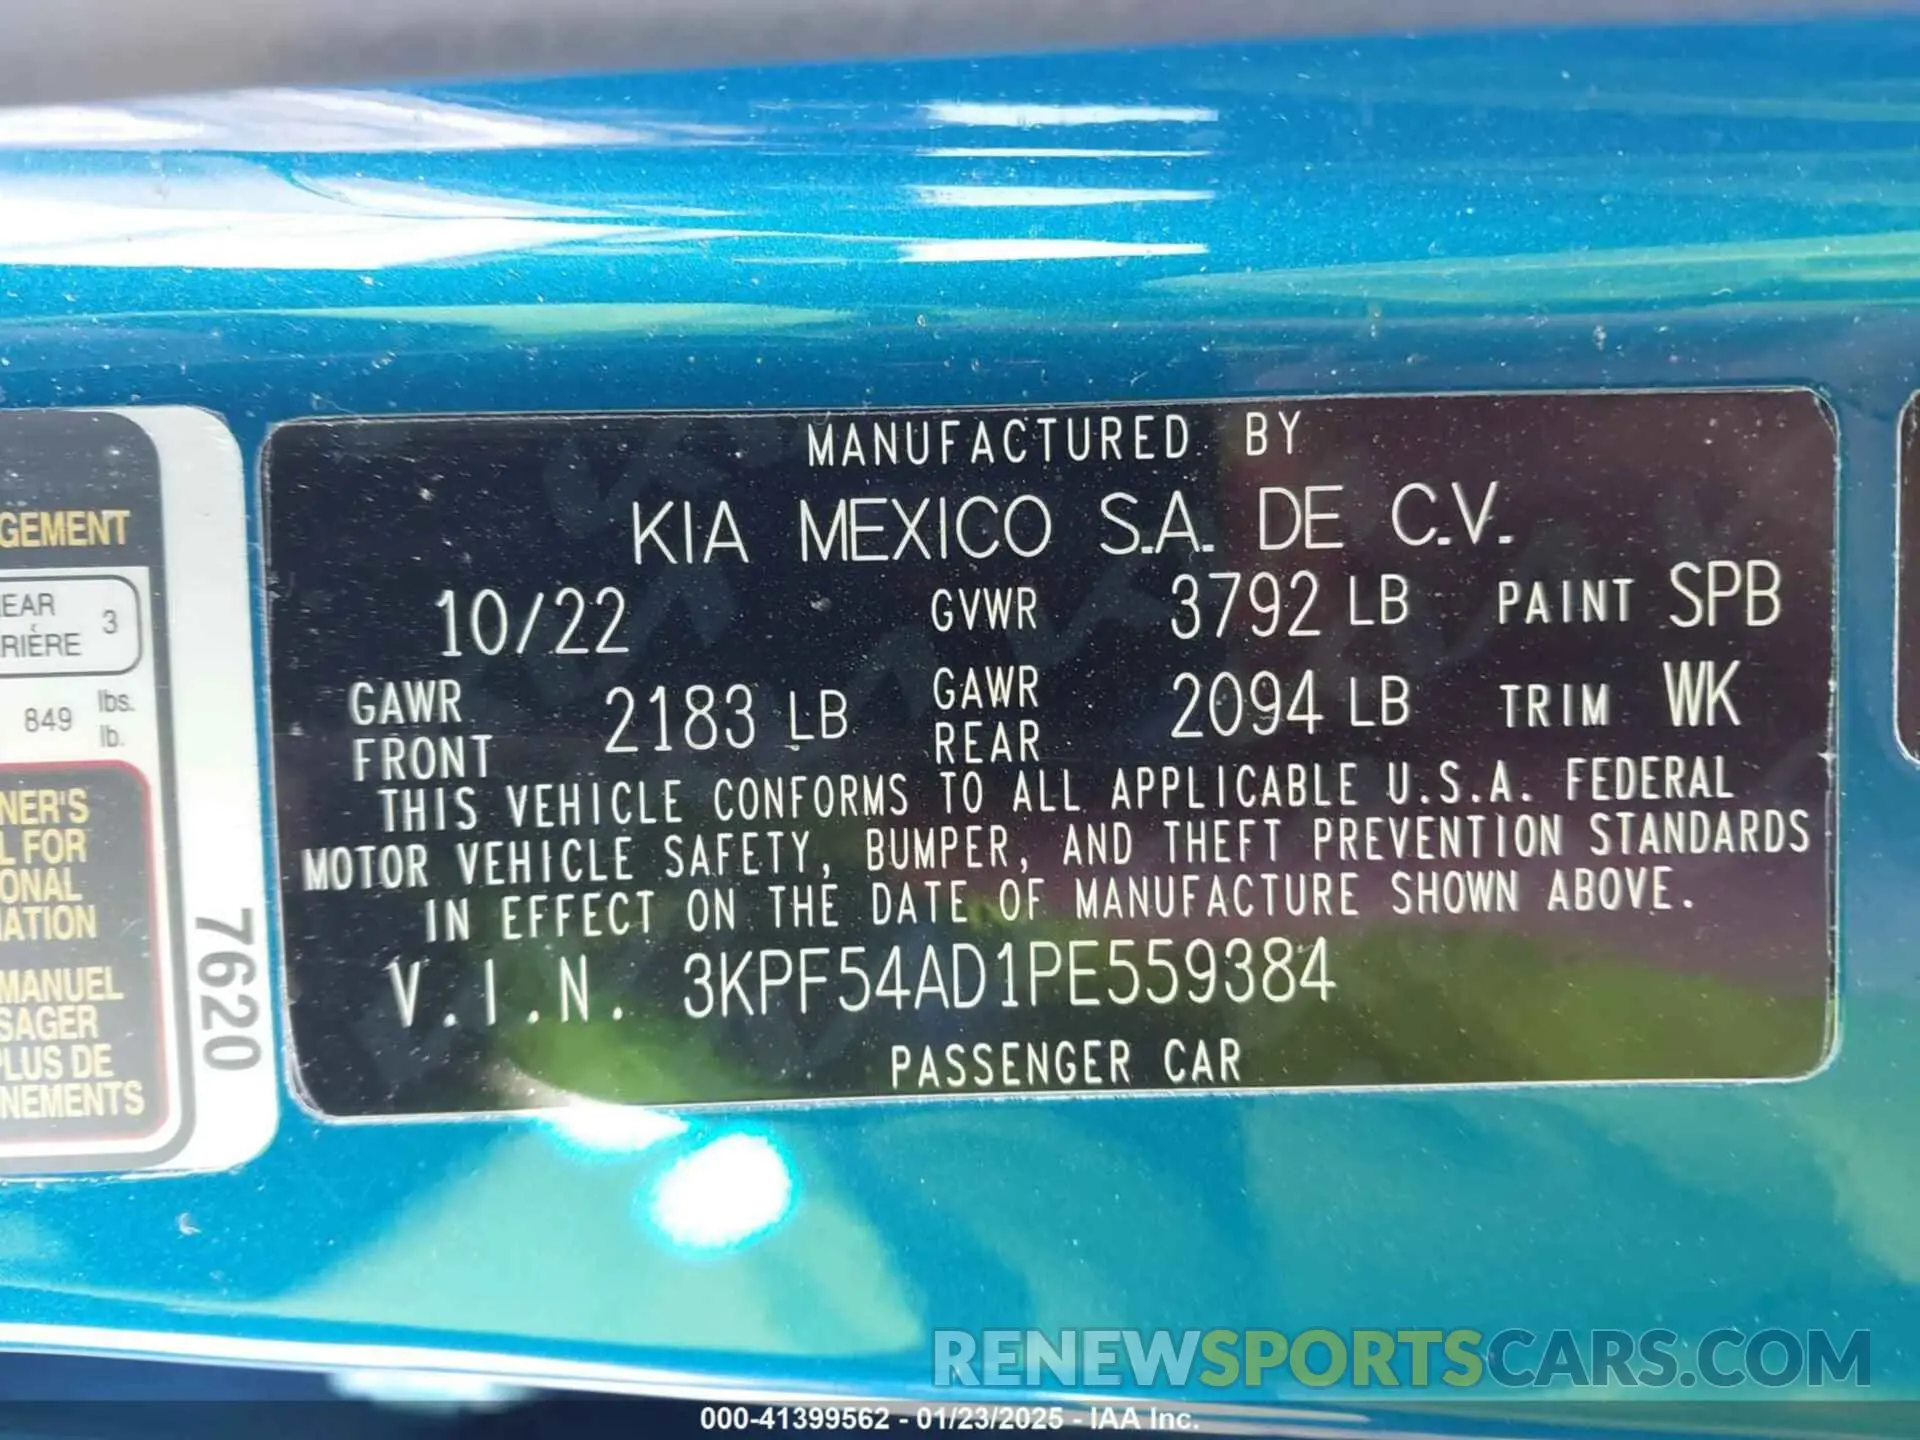 MANUFACTURED BY
KIA MEXICO S.A. DE C.V.
10/22 GVWR 3792 LB PAINT SPB
GAWR FRONT 2183 LB GAWR REAR 2094 LB TRIM WK
THIS VEHICLE CONFORMS TO ALL APPLICABLE U.S.A. FEDERAL
MOTOR VEHICLE SAFETY, BUMPER, AND THEFT PREVENTION STANDARDS
IN EFFECT ON THE DATE OF MANUFACTURE SHOWN ABOVE.
V.I.N. 3KPF54AD1PE559384
PASSENGER CAR
GEMENT
EAR 3
RIÈRE
849 lbs.
lb.
NER'S
L FOR
ONAL
MATION
MANUEL
SAGER
PLUS DE
NEMENTS
7620
RENEWSPORTSCARS.COM
000-41399562 - 01/23/2025 - IAA Inc.